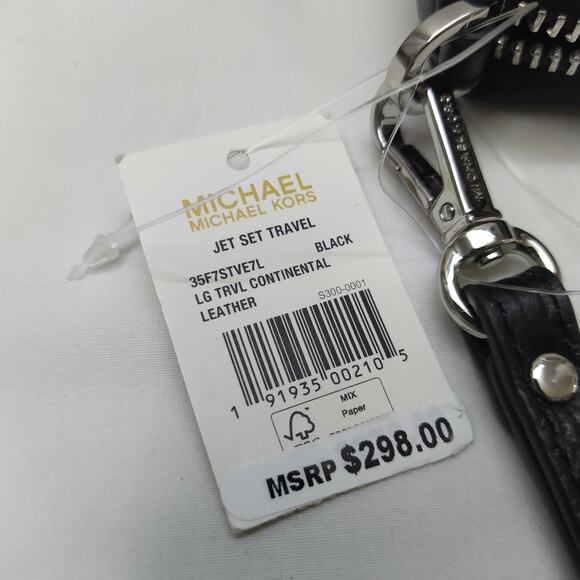 MICHAEL
MICHAEL KORS
JET SET TRAVEL
35F7STVE7L BLACK
LG TRVL CONTINENTAL
LEATHER
S300-0001
1 91935 00210 5
MIX
Paper
MSRP $298.00